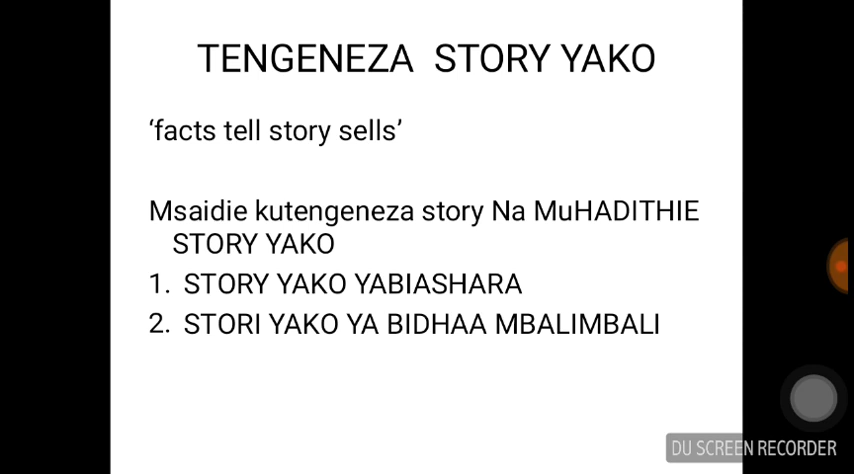 TENGENEZA STORY YAKO
‘facts tell story sells’
Msaidie kutengeneza story Na MuHADITHIE
STORY YAKO
1. STORY YAKO YABIASHARA
2. STORI YAKO YA BIDHAA MBALIMBALI
DU SCREEN RECORDER